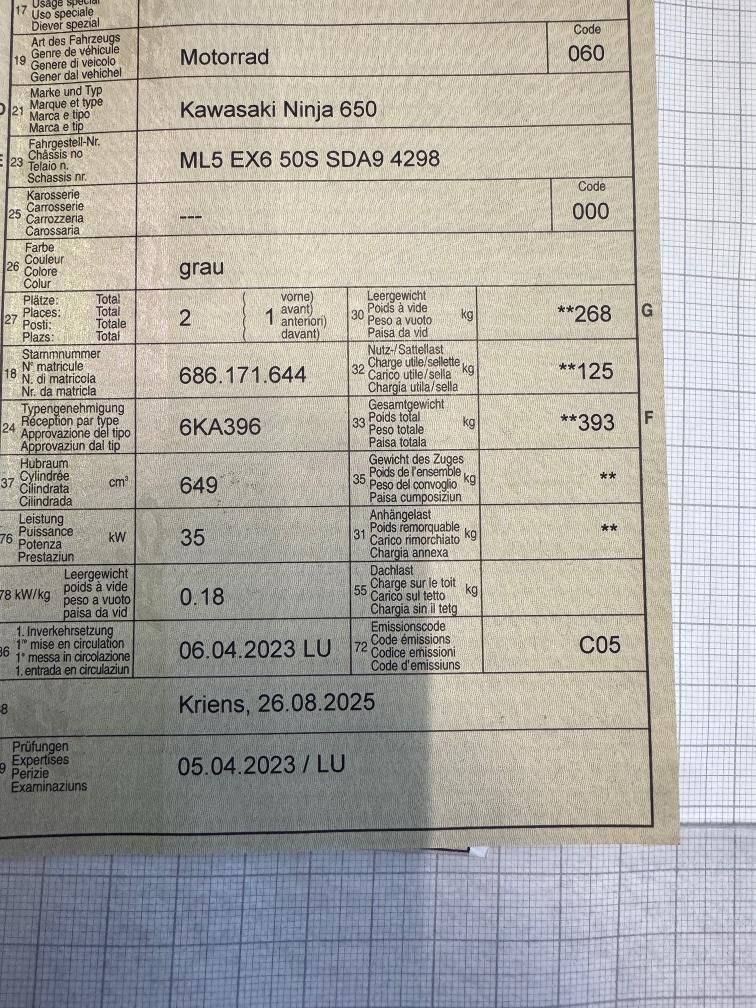 17 Usage spécial
Uso speciale
Diever spezial
19 Art des Fahrzeugs
Genre de véhicule
Genere di veicolo
Gener dal vehichel
Motorrad
Code
060
21 Marke und Typ
Marque et type
Marca e tipo
Marca e tip
Kawasaki Ninja 650
23 Fahrgestell-Nr.
Châssis no
Telaio n.
Schassis nr.
ML5 EX6 50S SDA9 4298
25 Karosserie
Carrosserie
Carrozzeria
Carossaria
---
Code
000
26 Farbe
Couleur
Colore
Colur
grau
27 Plätze: Total
Places: Total
Posti: Totale
Plazs: Total
2
1 vorne)
avant)
anteriori)
davant)
30 Leergewicht
Poids à vide
Peso a vuoto
Paisa da vid
kg
**268
G
18 Stammnummer
N° matricule
N. di matricola
Nr. da matricla
686.171.644
32 Nutz-/Sattellast
Charge utile/sellette
Carico utile/sella
Chargia utila/sella
kg
**125
24 Typengenehmigung
Réception par type
Approvazione del tipo
Approvaziun dal tip
6KA396
33 Gesamtgewicht
Poids total
Peso totale
Paisa totala
kg
**393
F
37 Hubraum
Cylindrée
Cilindrata
Cilindrada
cm³
649
35 Gewicht des Zuges
Poids de l'ensemble
Peso del convoglio
Paisa cumposiziun
kg
**
76 Leistung
Puissance
Potenza
Prestaziun
kW
35
31 Anhängelast
Poids remorquable
Carico rimorchiato
Chargia annexa
kg
**
78 kW/kg Leergewicht
poids à vide
peso a vuoto
paisa da vid
0.18
55 Dachlast
Charge sur le toit
Carico sul tetto
Chargia sin il tetg
kg
36 1. Inverkehrsetzung
1re mise en circulation
1a messa in circolazione
1. entrada en circulaziun
06.04.2023 LU
72 Emissionscode
Code émissions
Codice emissioni
Code d'emissiuns
C05
8
Kriens, 26.08.2025
9 Prüfungen
Expertises
Perizie
Examinaziuns
05.04.2023 / LU